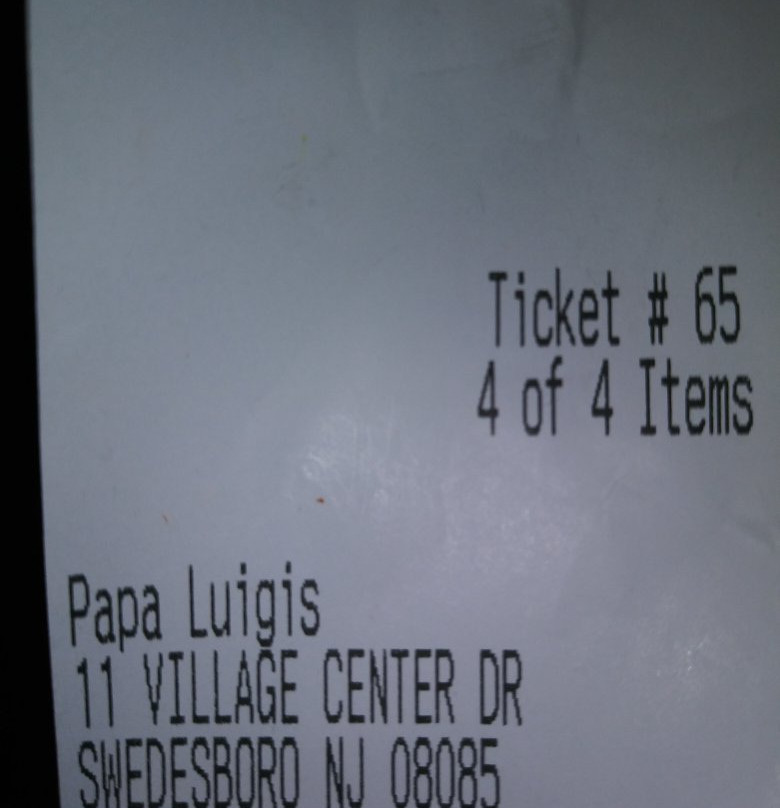 Ticket # 65
4 of 4 Items
Papa Luigis
11 VILLAGE CENTER DR
SWEDESBORO NJ 08085